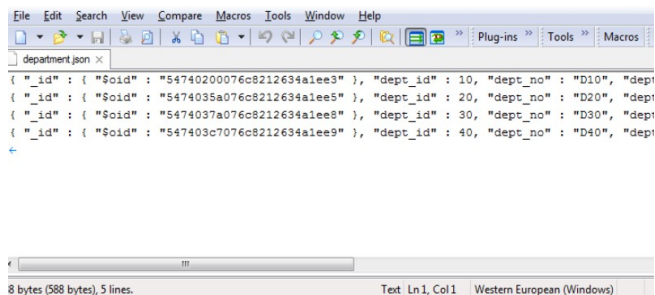 File Edit Search View Compare Macros Tools Window Help
Plug-ins » Tools » Macros
department.json ×
{ "_id" : { "$oid" : "54740200076c8212634a1ee3" }, "dept_id" : 10, "dept_no" : "D10", "dept
{ "_id" : { "$oid" : "5474035a076c8212634a1ee5" }, "dept_id" : 20, "dept_no" : "D20", "dept
{ "_id" : { "$oid" : "5474037a076c8212634a1ee8" }, "dept_id" : 30, "dept_no" : "D30", "dept
{ "_id" : { "$oid" : "547403c7076c8212634a1ee9" }, "dept_id" : 40, "dept_no" : "D40", "dept
8 bytes (588 bytes), 5 lines. Text Ln 1, Col 1 Western European (Windows)